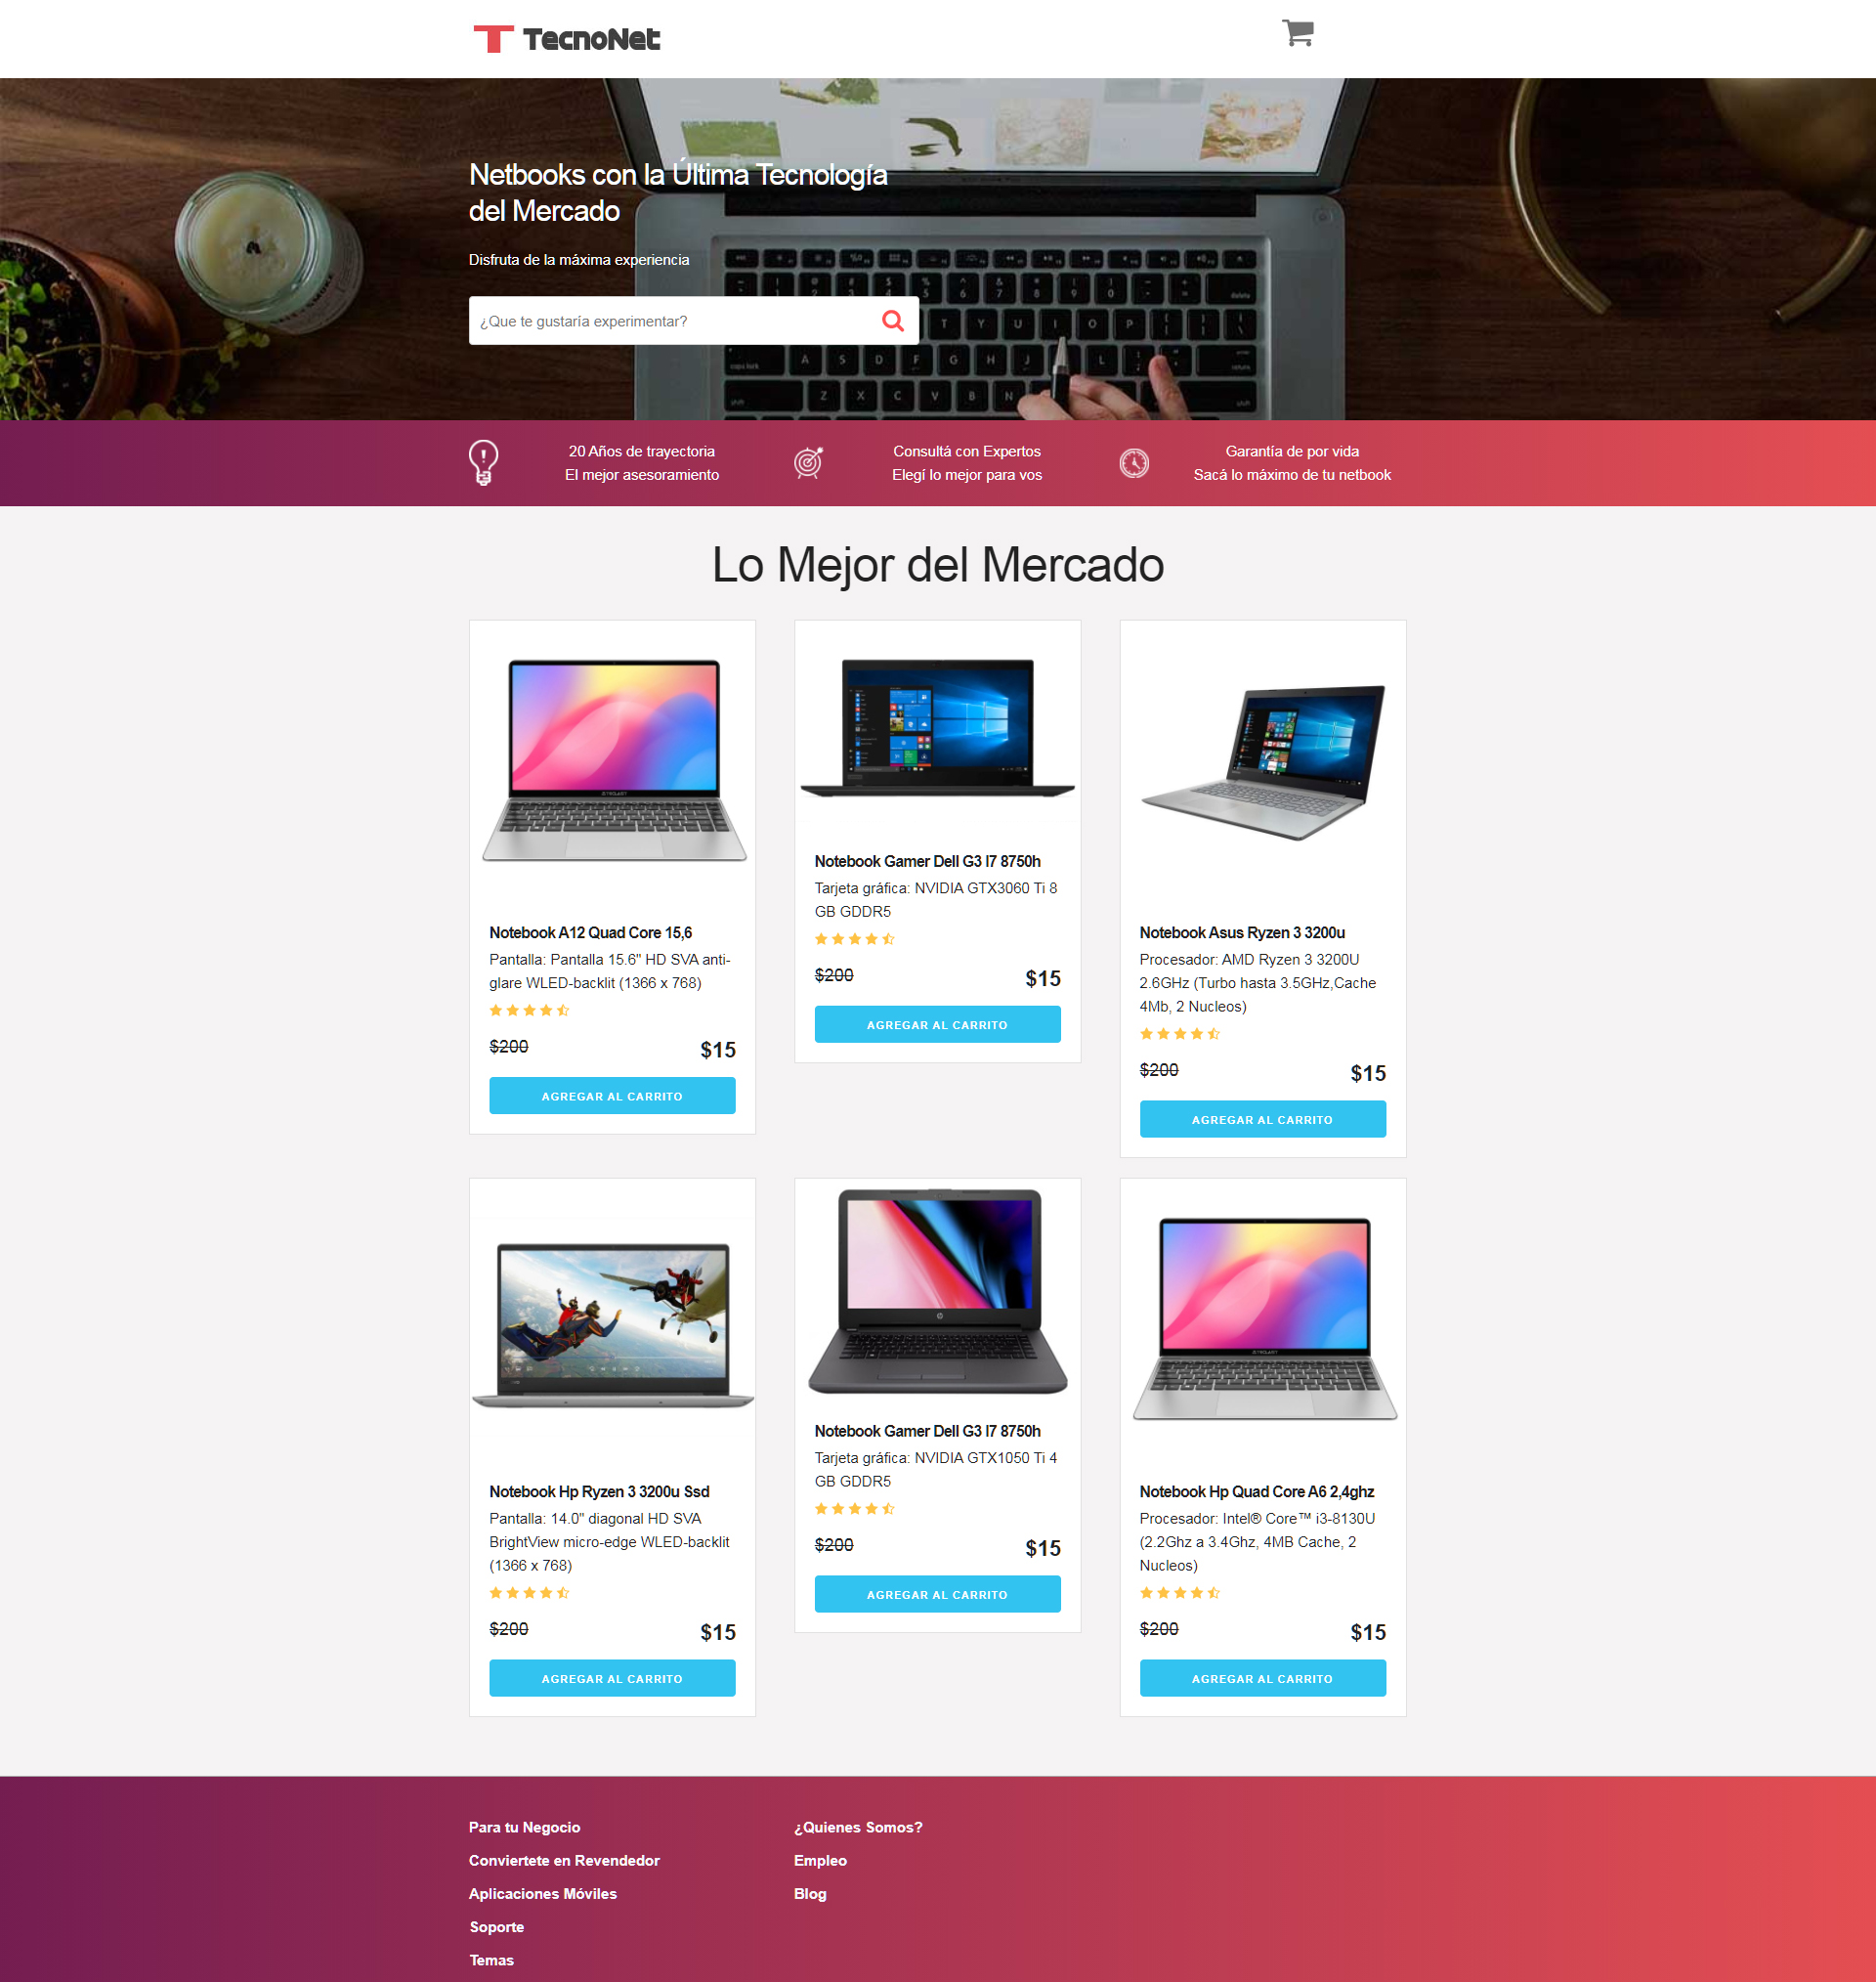 TecnoNet
Netbooks con la Última Tecnología
del Mercado
Disfruta de la máxima experiencia
¿Que te gustaría experimentar?
20 Años de trayectoria
El mejor asesoramiento
Consultá con Expertos
Elegí lo mejor para vos
Garantía de por vida
Sacá lo máximo de tu netbook
Lo Mejor del Mercado
Notebook A12 Quad Core 15,6
Pantalla: Pantalla 15.6" HD SVA anti-
glare WLED-backlit (1366 x 768)
$200 $15
AGREGAR AL CARRITO
Notebook Gamer Dell G3 I7 8750h
Tarjeta gráfica: NVIDIA GTX3060 Ti 8
GB GDDR5
$200 $15
AGREGAR AL CARRITO
Notebook Asus Ryzen 3 3200u
Procesador: AMD Ryzen 3 3200U
2.6GHz (Turbo hasta 3.5GHz,Cache
4Mb, 2 Nucleos)
$200 $15
AGREGAR AL CARRITO
Notebook Hp Ryzen 3 3200u Ssd
Pantalla: 14.0" diagonal HD SVA
BrightView micro-edge WLED-backlit
(1366 x 768)
$200 $15
AGREGAR AL CARRITO
Notebook Gamer Dell G3 I7 8750h
Tarjeta gráfica: NVIDIA GTX1050 Ti 4
GB GDDR5
$200 $15
AGREGAR AL CARRITO
Notebook Hp Quad Core A6 2,4ghz
Procesador: Intel® Core™ i3-8130U
(2.2Ghz a 3.4Ghz, 4MB Cache, 2
Nucleos)
$200 $15
AGREGAR AL CARRITO
Para tu Negocio
Conviertete en Revendedor
Aplicaciones Móviles
Soporte
Temas
¿Quienes Somos?
Empleo
Blog